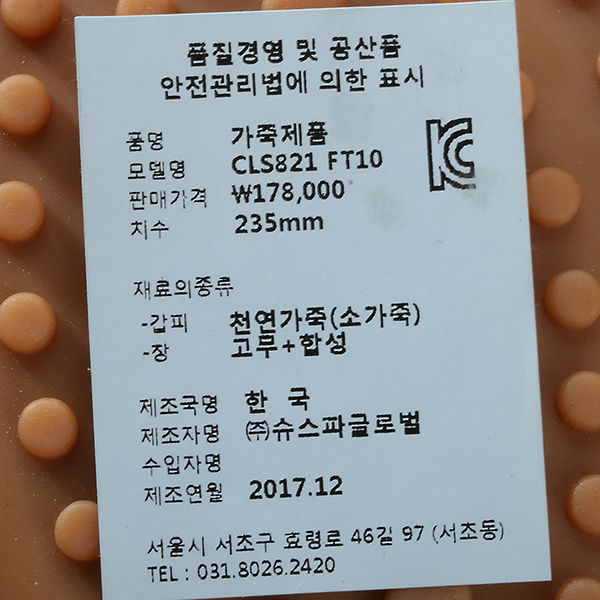 품질경영 및 공산품
안전관리법에 의한 표시
품명 가죽제품
모델명 CLS821 FT10
판매가격 ₩178,000
치수 235mm
재료의종류
-갑피 천연가죽(소가죽)
-창 고무+합성
제조국명 한 국
제조자명 ㈜슈스파글로벌
수입자명
제조연월 2017.12
서울시 서초구 효령로 46길 97 (서초동)
TEL : 031.8026.2420